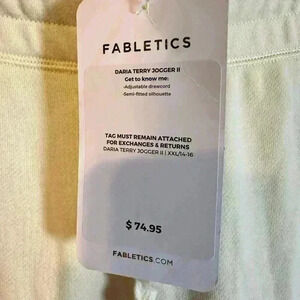 FABLETICS
DARIA TERRY JOGGER II
Get to know me:
-Adjustable drawcord
-Semi-fitted silhouette
TAG MUST REMAIN ATTACHED
FOR EXCHANGES & RETURNS
DARIA TERRY JOGGER II | XXL/14-16
$ 74.95
FABLETICS.COM